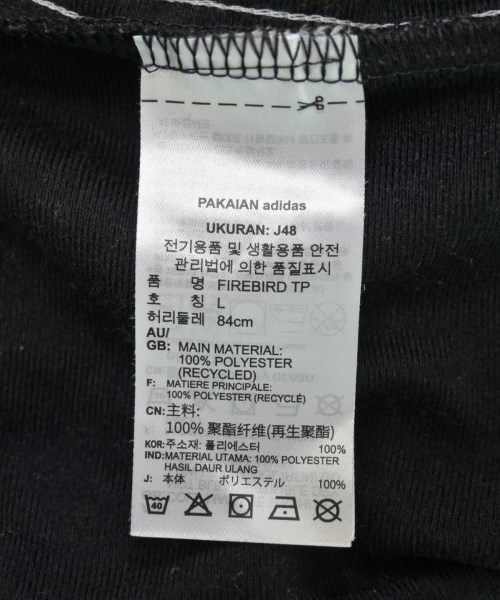 PAKAIAN adidas
UKURAN: J48
전기용품 및 생활용품 안전
관리법에 의한 품질표시
품 명 FIREBIRD TP
호 칭 L
허리둘레 84cm
AU/
GB: MAIN MATERIAL:
100% POLYESTER
(RECYCLED)
F: MATIERE PRINCIPALE:
100% POLYESTER (RECYCLÉ)
CN: 主料:
100% 聚酯纤维(再生聚酯)
KOR: 주소재: 폴리에스터 100%
IND: MATERIAL UTAMA: 100% POLYESTER
HASIL DAUR ULANG
J: 本体 ポリエステル 100%
40